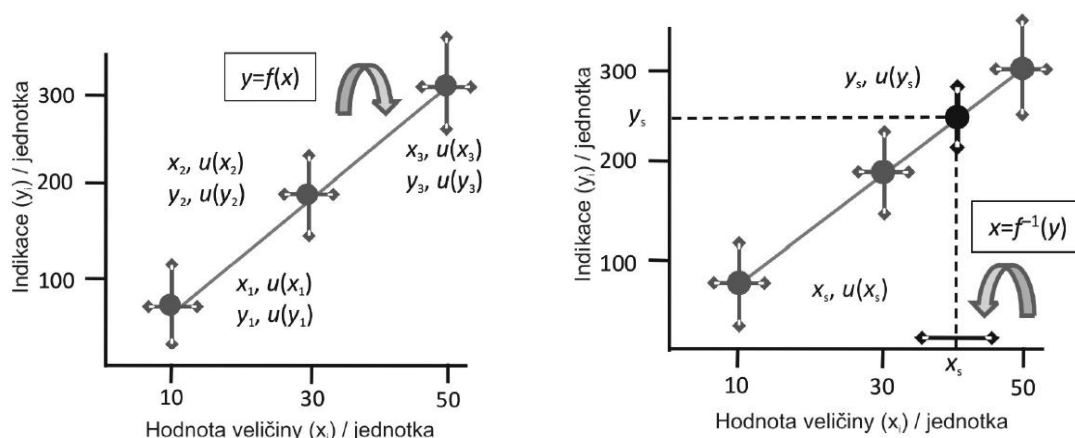 Indikace (yᵢ) / jednotka
300
200
100
y=f(x)
x₂, u(x₂)
y₂, u(y₂)
x₃, u(x₃)
y₃, u(y₃)
x₁, u(x₁)
y₁, u(y₁)
10 30 50
Hodnota veličiny (xᵢ) / jednotka
Indikace (yᵢ) / jednotka
300
yₛ
200
100
yₛ, u(yₛ)
x=f⁻¹(y)
xₛ, u(xₛ)
10 30 xₛ 50
Hodnota veličiny (xᵢ) / jednotka